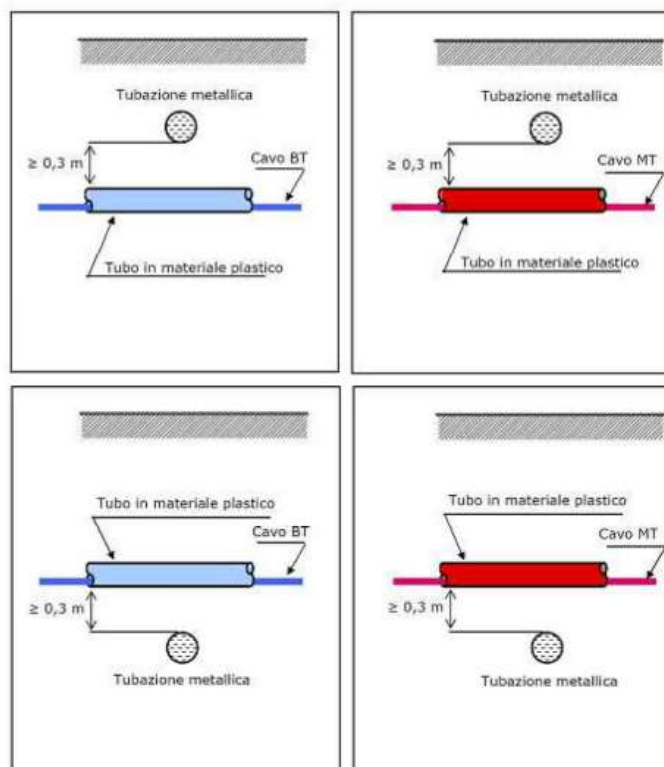 Tubazione metallica
≥ 0,3 m
Cavo BT
Tubo in materiale plastico
Tubazione metallica
≥ 0,3 m
Cavo MT
Tubo in materiale plastico
Tubo in materiale plastico
Cavo BT
≥ 0,3 m
Tubazione metallica
Tubo in materiale plastico
Cavo MT
≥ 0,3 m
Tubazione metallica